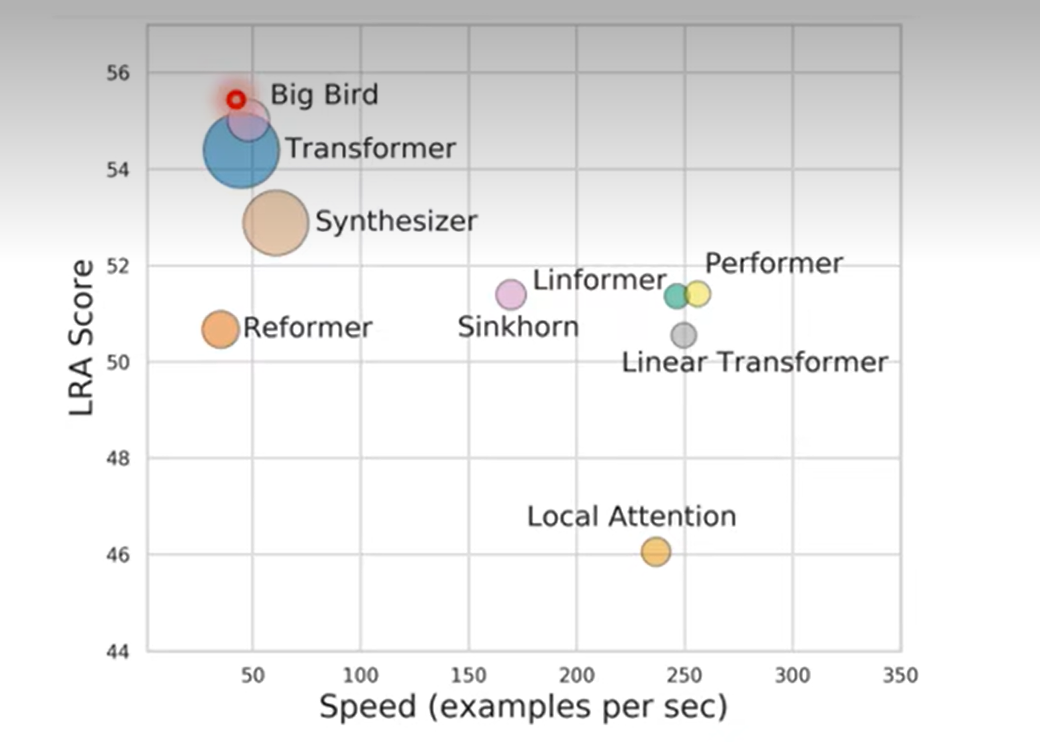 56
Big Bird
Transformer
54
Synthesizer
52
Performer
Linformer
Sinkhorn
Reformer
50
Linear Transformer
48
Local Attention
46
44
LRA Score
50 100 150 200 250 300 350
Speed (examples per sec)